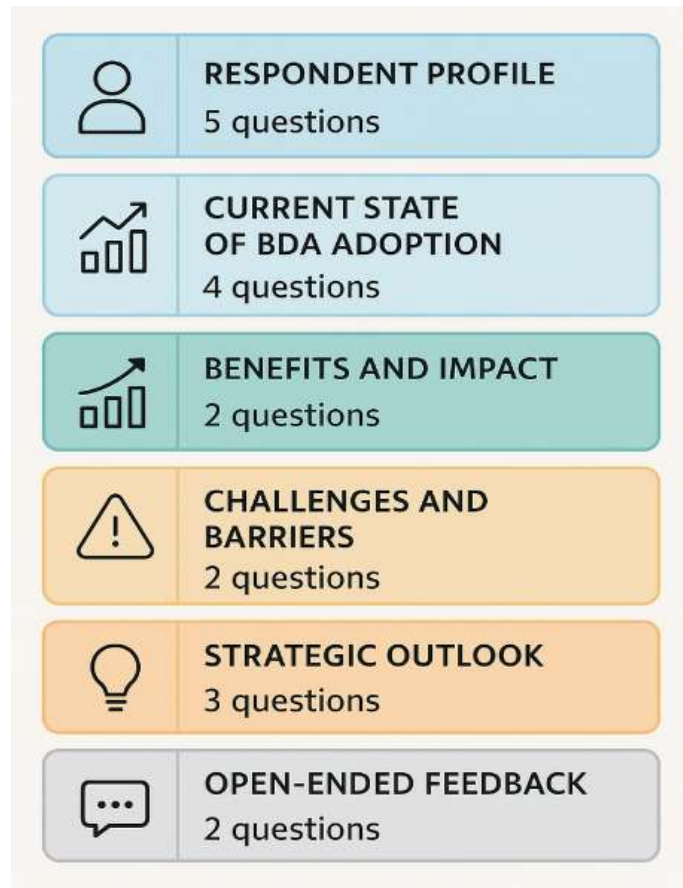 RESPONDENT PROFILE
5 questions
CURRENT STATE
OF BDA ADOPTION
4 questions
BENEFITS AND IMPACT
2 questions
CHALLENGES AND
BARRIERS
2 questions
STRATEGIC OUTLOOK
3 questions
OPEN-ENDED FEEDBACK
2 questions